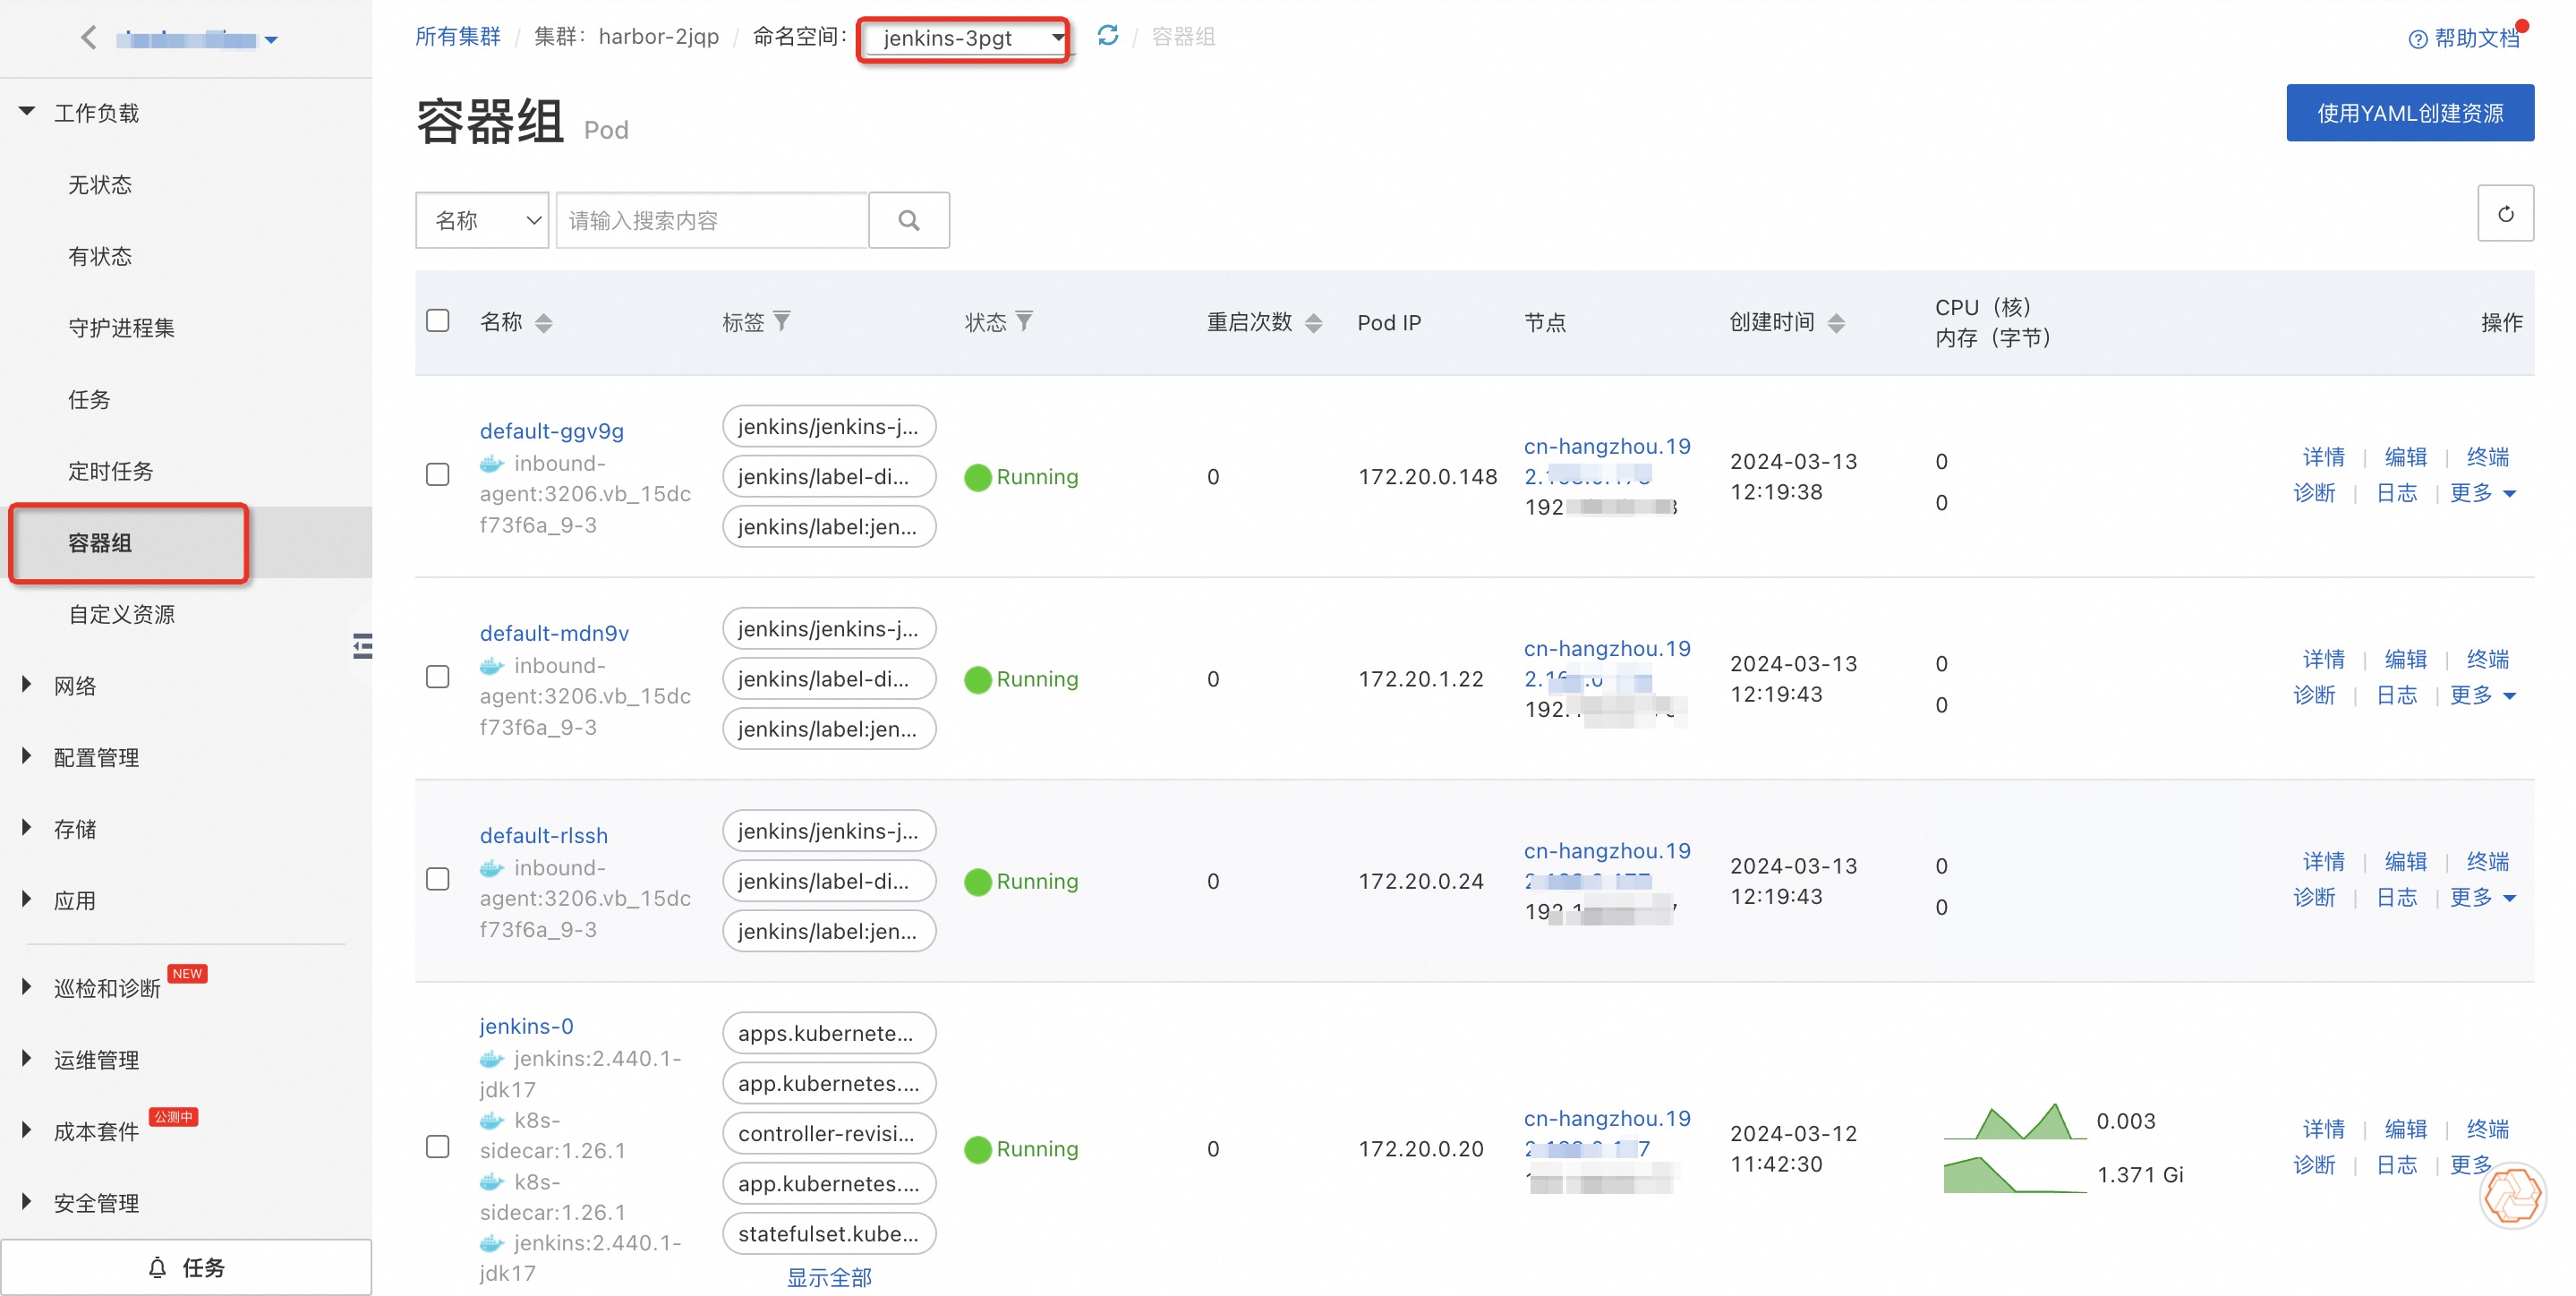 所有集群 / 集群：harbor-2jqp / 命名空间： jenkins-3pgt / 容器组
帮助文档
工作负载
无状态
有状态
守护进程集
任务
定时任务
容器组
自定义资源
网络
配置管理
存储
应用
巡检和诊断 NEW
运维管理
成本套件 公测中
安全管理
任务
容器组 Pod
使用YAML创建资源
名称 请输入搜索内容
名称 标签 状态 重启次数 Pod IP 节点 创建时间 CPU（核） 操作
内存（字节）
default-ggv9g
inbound-
agent:3206.vb_15dc
f73f6a_9-3
jenkins/jenkins-j...
jenkins/label-di...
jenkins/label:jen...
Running
0
172.20.0.148
cn-hangzhou.19
192
2024-03-13
12:19:38
0
0
详情 | 编辑 | 终端
诊断 | 日志 | 更多
default-mdn9v
inbound-
agent:3206.vb_15dc
f73f6a_9-3
jenkins/jenkins-j...
jenkins/label-di...
jenkins/label:jen...
Running
0
172.20.1.22
cn-hangzhou.19
192.
2024-03-13
12:19:43
0
0
详情 | 编辑 | 终端
诊断 | 日志 | 更多
default-rlssh
inbound-
agent:3206.vb_15dc
f73f6a_9-3
jenkins/jenkins-j...
jenkins/label-di...
jenkins/label:jen...
Running
0
172.20.0.24
cn-hangzhou.19
2024-03-13
12:19:43
0
0
详情 | 编辑 | 终端
诊断 | 日志 | 更多
jenkins-0
jenkins:2.440.1-
jdk17
k8s-
sidecar:1.26.1
k8s-
sidecar:1.26.1
jenkins:2.440.1-
jdk17
apps.kubernete...
app.kubernetes....
controller-revisi...
app.kubernetes....
statefulset.kube...
显示全部
Running
0
172.20.0.20
cn-hangzhou.19
2024-03-12
11:42:30
0.003
1.371 Gi
详情 | 编辑 | 终端
诊断 | 日志 | 更多